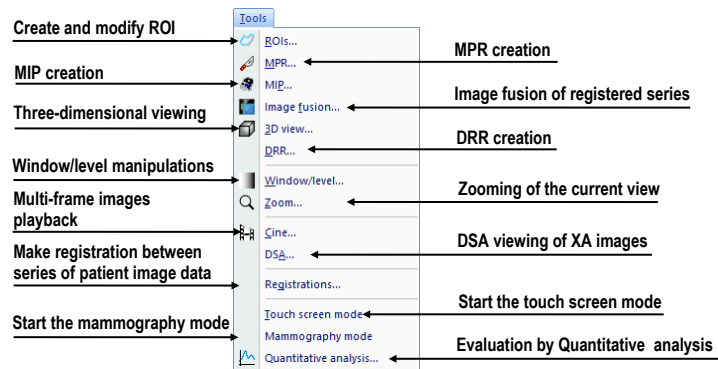 Tools
Create and modify ROI
ROIs...
MPR creation
MPR...
MIP creation
MIP...
Image fusion of registered series
Image fusion...
Three-dimensional viewing
3D view...
DRR creation
DRR...
Window/level manipulations
Window/level...
Zooming of the current view
Multi-frame images
playback
Zoom...
Cine...
DSA viewing of XA images
DSA...
Make registration between
series of patient image data
Registrations...
Start the touch screen mode
Touch screen mode
Start the mammography mode
Mammography mode
Evaluation by Quantitative analysis
Quantitative analysis...